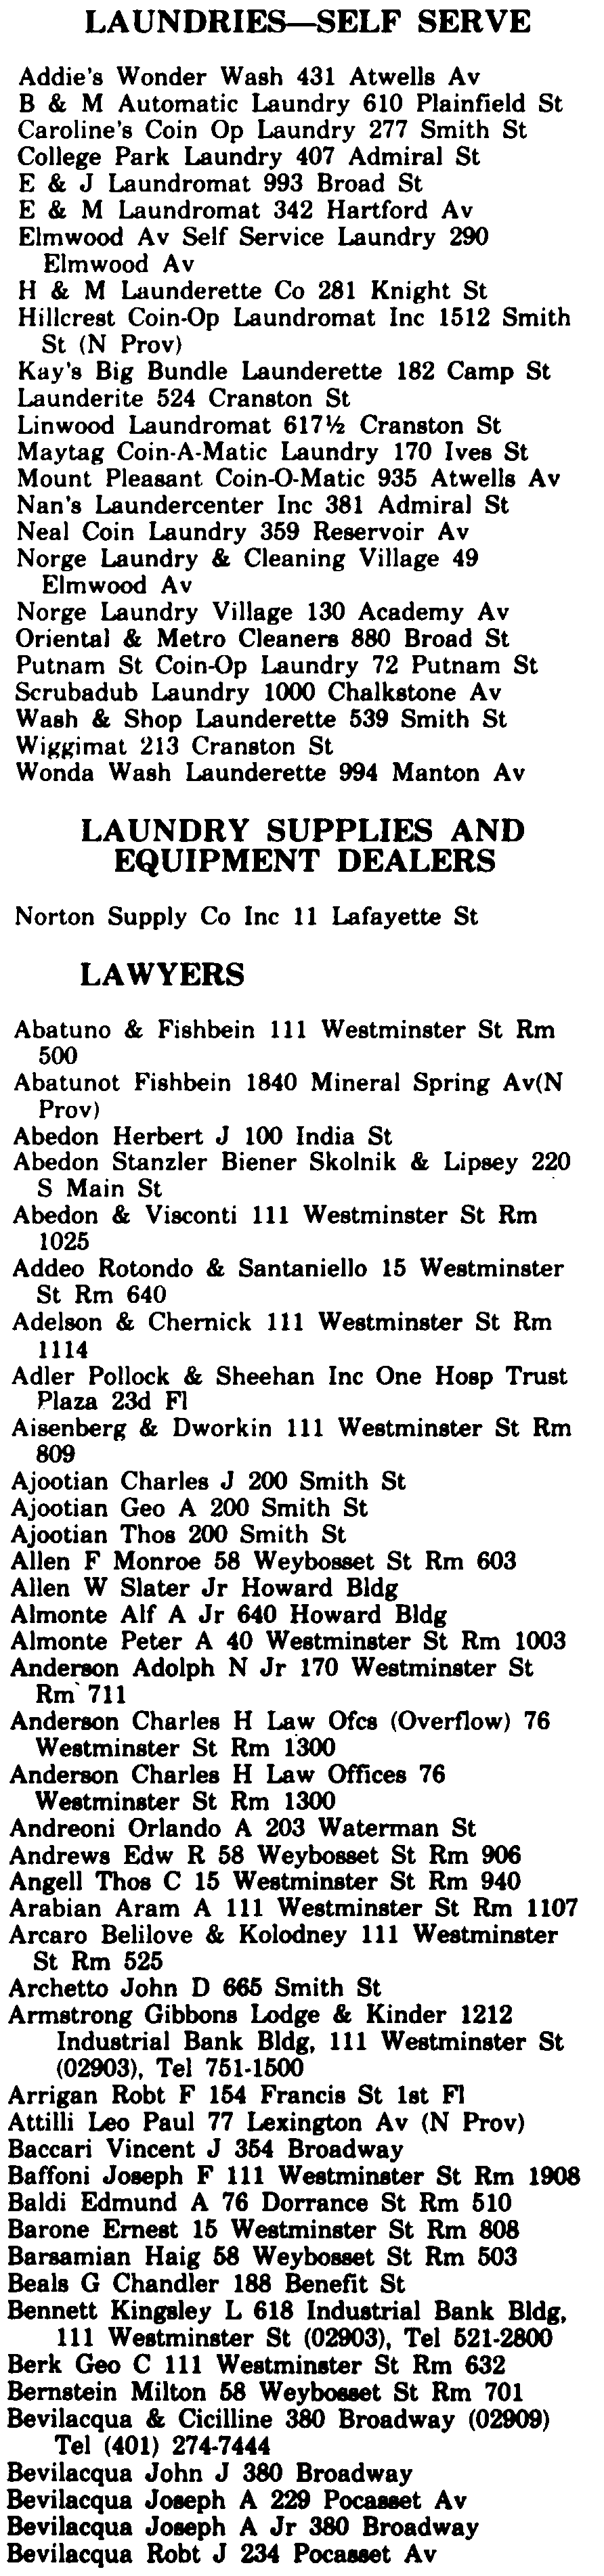 LAUNDRIES—SELF SERVE
Addie's Wonder Wash 431 Atwells Av
B & M Automatic Laundry 610 Plainfield St
Caroline's Coin Op Laundry 277 Smith St
College Park Laundry 407 Admiral St
E & J Laundromat 993 Broad St
E & M Laundromat 342 Hartford Av
Elmwood Av Self Service Laundry 290
Elmwood Av
H & M Launderette Co 281 Knight St
Hillcrest Coin-Op Laundromat Inc 1512 Smith
St (N Prov)
Kay's Big Bundle Launderette 182 Camp St
Launderite 524 Cranston St
Linwood Laundromat 617½ Cranston St
Maytag Coin-A-Matic Laundry 170 Ives St
Mount Pleasant Coin-O-Matic 935 Atwells Av
Nan's Laundercenter Inc 381 Admiral St
Neal Coin Laundry 359 Reservoir Av
Norge Laundry & Cleaning Village 49
Elmwood Av
Norge Laundry Village 130 Academy Av
Oriental & Metro Cleaners 880 Broad St
Putnam St Coin-Op Laundry 72 Putnam St
Scrubadub Laundry 1000 Chalkstone Av
Wash & Shop Launderette 539 Smith St
Wiggimat 213 Cranston St
Wonda Wash Launderette 994 Manton Av
LAUNDRY SUPPLIES AND
EQUIPMENT DEALERS
Norton Supply Co Inc 11 Lafayette St
LAWYERS
Abatuno & Fishbein 111 Westminster St Rm
500
Abatunot Fishbein 1840 Mineral Spring Av(N
Prov)
Abedon Herbert J 100 India St
Abedon Stanzler Biener Skolnik & Lipsey 220
S Main St
Abedon & Visconti 111 Westminster St Rm
1025
Addeo Rotondo & Santaniello 15 Westminster
St Rm 640
Adelson & Chernick 111 Westminster St Rm
1114
Adler Pollock & Sheehan Inc One Hosp Trust
Plaza 23d Fl
Aisenberg & Dworkin 111 Westminster St Rm
809
Ajootian Charles J 200 Smith St
Ajootian Geo A 200 Smith St
Ajootian Thos 200 Smith St
Allen F Monroe 58 Weybosset St Rm 603
Allen W Slater Jr Howard Bldg
Almonte Alf A Jr 640 Howard Bldg
Almonte Peter A 40 Westminster St Rm 1003
Anderson Adolph N Jr 170 Westminster St
Rm 711
Anderson Charles H Law Ofcs (Overflow) 76
Westminster St Rm 1300
Anderson Charles H Law Offices 76
Westminster St Rm 1300
Andreoni Orlando A 203 Waterman St
Andrews Edw R 58 Weybosset St Rm 906
Angell Thos C 15 Westminster St Rm 940
Arabian Aram A 111 Westminster St Rm 1107
Arcaro Belilove & Kolodney 111 Westminster
St Rm 525
Archetto John D 665 Smith St
Armstrong Gibbons Lodge & Kinder 1212
Industrial Bank Bldg, 111 Westminster St
(02903), Tel 751-1500
Arrigan Robt F 154 Francis St 1st Fl
Attilli Leo Paul 77 Lexington Av (N Prov)
Baccari Vincent J 354 Broadway
Baffoni Joseph F 111 Westminster St Rm 1908
Baldi Edmund A 76 Dorrance St Rm 510
Barone Ernest 15 Westminster St Rm 808
Barsamian Haig 58 Weybosset St Rm 503
Beals G Chandler 188 Benefit St
Bennett Kingsley L 618 Industrial Bank Bldg,
111 Westminster St (02903), Tel 521-2800
Berk Geo C 111 Westminster St Rm 632
Bernstein Milton 58 Weybosset St Rm 701
Bevilacqua & Cicilline 380 Broadway (02909)
Tel (401) 274-7444
Bevilacqua John J 380 Broadway
Bevilacqua Joseph A 229 Pocasset Av
Bevilacqua Joseph A Jr 380 Broadway
Bevilacqua Robt J 234 Pocasset Av